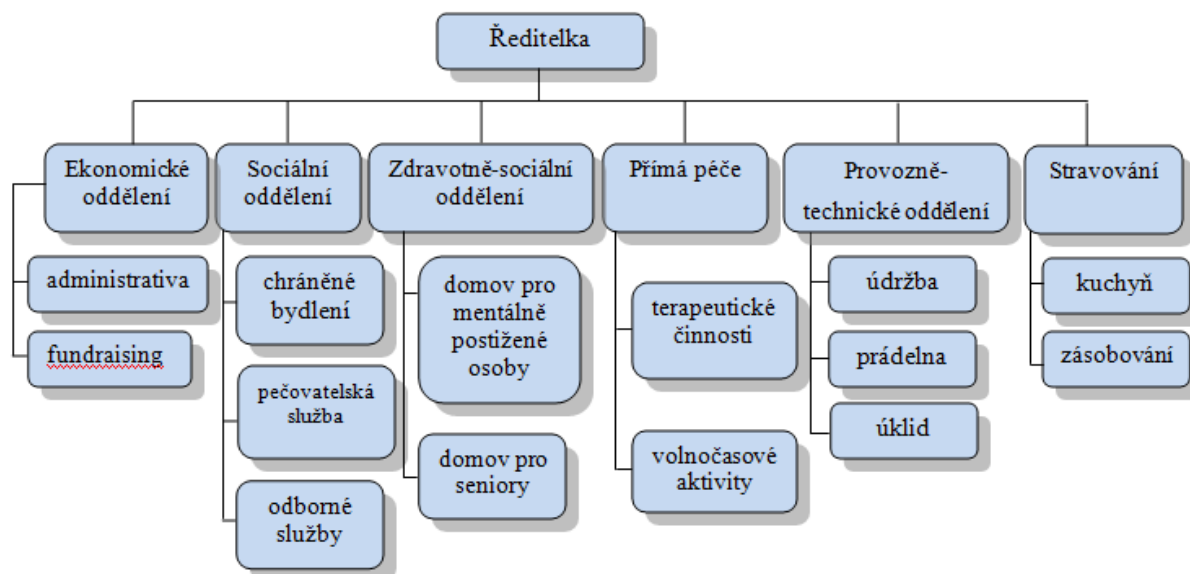 Ředitelka
Ekonomické
oddělení
administrativa
fundraising
Sociální
oddělení
chráněné
bydlení
pečovatelská
služba
odborné
služby
Zdravotně-sociální
oddělení
domov pro
mentálně
postižené
osoby
domov pro
seniory
Přímá péče
terapeutické
činnosti
volnočasové
aktivity
Provozně-
technické oddělení
údržba
prádelna
úklid
Stravování
kuchyň
zásobování